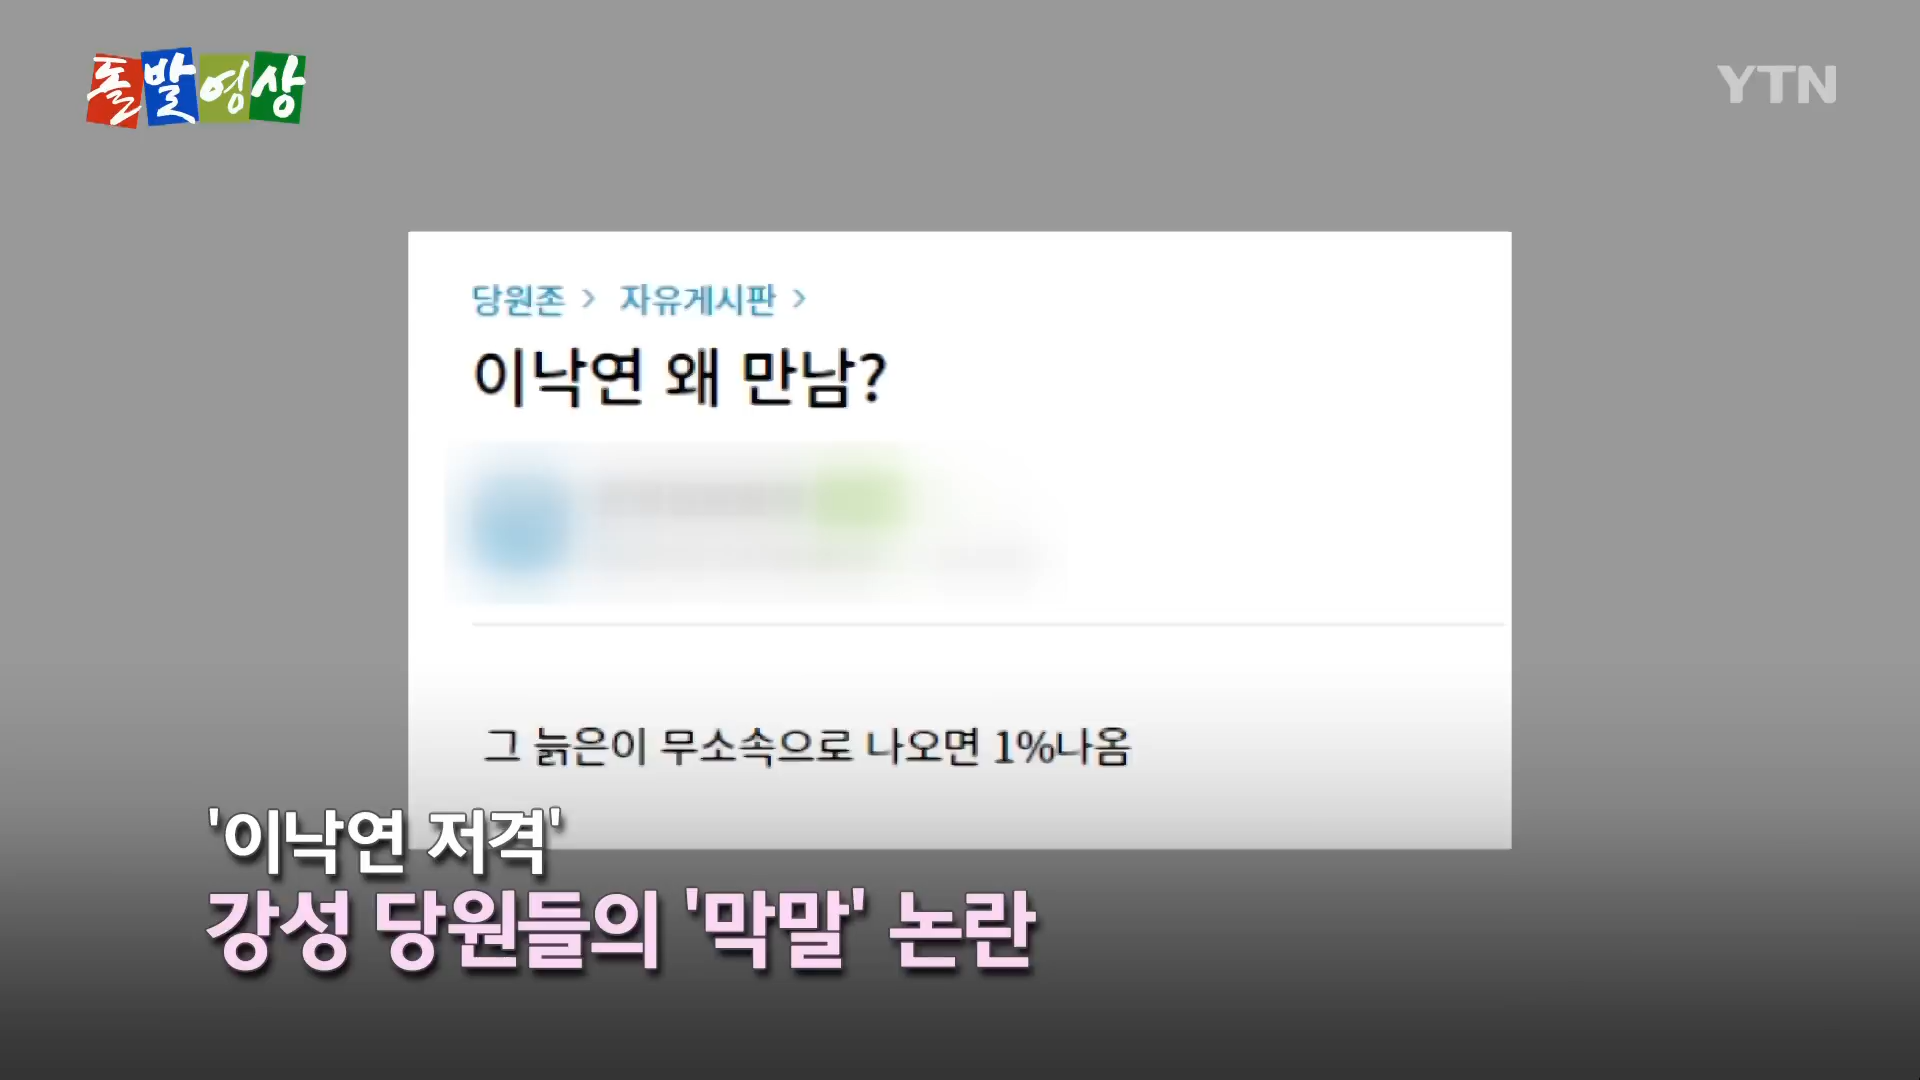 돌발영상
YTN
당원존 > 자유게시판 >
이낙연 왜 만남?
그 늙은이 무소속으로 나오면 1%나옴
'이낙연 저격'
강성 당원들의 '막말' 논란